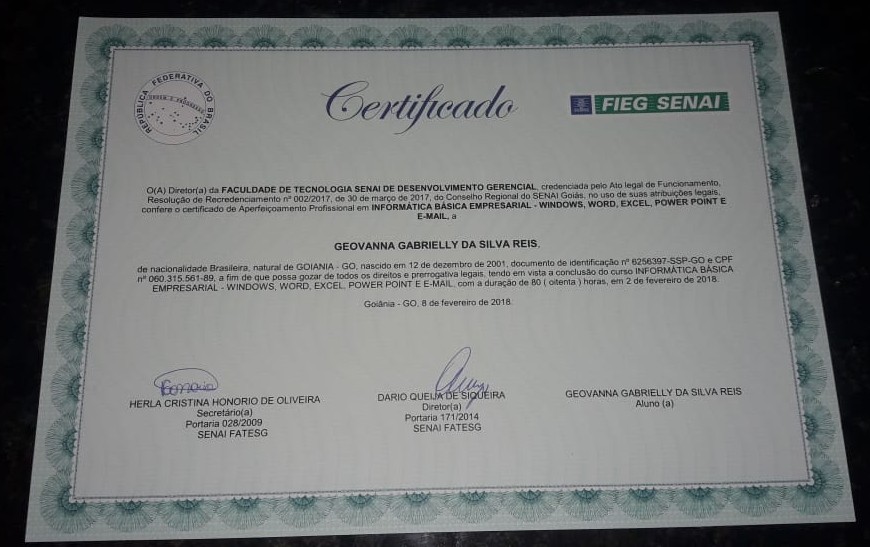 REPÚBLICA FEDERATIVA DO BRASIL
ORDEM E PROGRESSO
Certificado
FIEG SENAI
O(A) Diretor(a) da FACULDADE DE TECNOLOGIA SENAI DE DESENVOLVIMENTO GERENCIAL, credenciada pelo Ato legal de Funcionamento,
Resolução de Recredenciamento nº 002/2017, de 30 de março de 2017, do Conselho Regional do SENAI Goiás, no uso de suas atribuições legais,
confere o certificado de Aperfeiçoamento Profissional em INFORMÁTICA BÁSICA EMPRESARIAL - WINDOWS, WORD, EXCEL, POWER POINT E
E-MAIL, a
GEOVANNA GABRIELLY DA SILVA REIS,
de nacionalidade Brasileira, natural de GOIANIA - GO, nascido em 12 de dezembro de 2001, documento de identificação nº 6256397-SSP-GO e CPF
nº 060.315.561-89, a fim de que possa gozar de todos os direitos e prerrogativa legais, tendo em vista a conclusão do curso INFORMÁTICA BÁSICA
EMPRESARIAL - WINDOWS, WORD, EXCEL, POWER POINT E E-MAIL, com a duração de 80 ( oitenta ) horas, em 2 de fevereiro de 2018.
Goiânia - GO, 8 de fevereiro de 2018.
HERLA CRISTINA HONORIO DE OLIVEIRA
Secretário(a)
Portaria 028/2009
SENAI FATESG
DARIO QUEIJA DE SIQUEIRA
Diretor(a)
Portaria 171/2014
SENAI FATESG
GEOVANNA GABRIELLY DA SILVA REIS
Aluno (a)